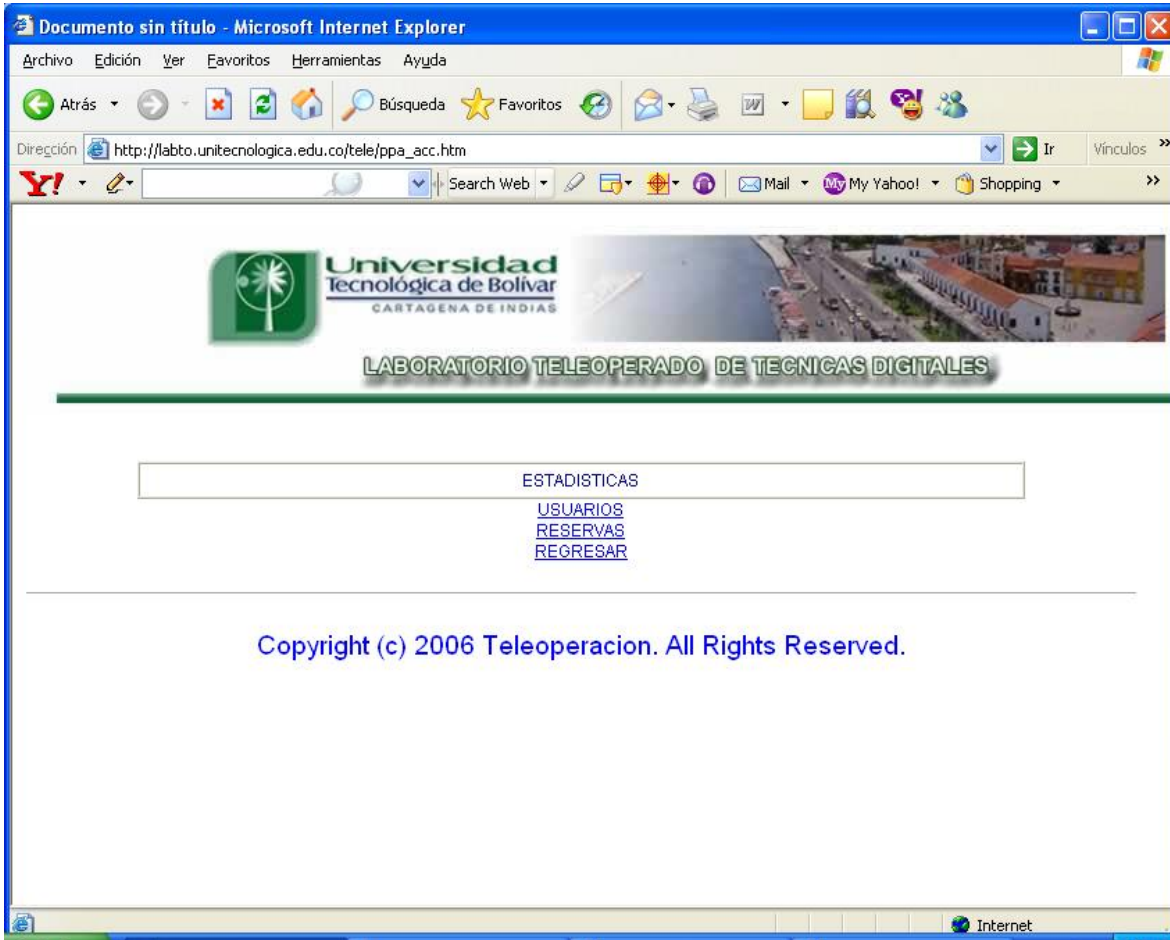 Documento sin título - Microsoft Internet Explorer
Archivo Edición Ver Favoritos Herramientas Ayuda
Atrás Búsqueda Favoritos
Dirección http://labto.unitecnologica.edu.co/tele/ppa_acc.htm Ir Vínculos »
Y! Search Web Mail My My Yahoo! Shopping »
Universidad
Tecnológica de Bolívar
CARTAGENA DE INDIAS
LABORATORIO TELEOPERADO DE TECNICAS DIGITALES
ESTADISTICAS
USUARIOS
RESERVAS
REGRESAR
Copyright (c) 2006 Teleoperacion. All Rights Reserved.
Internet